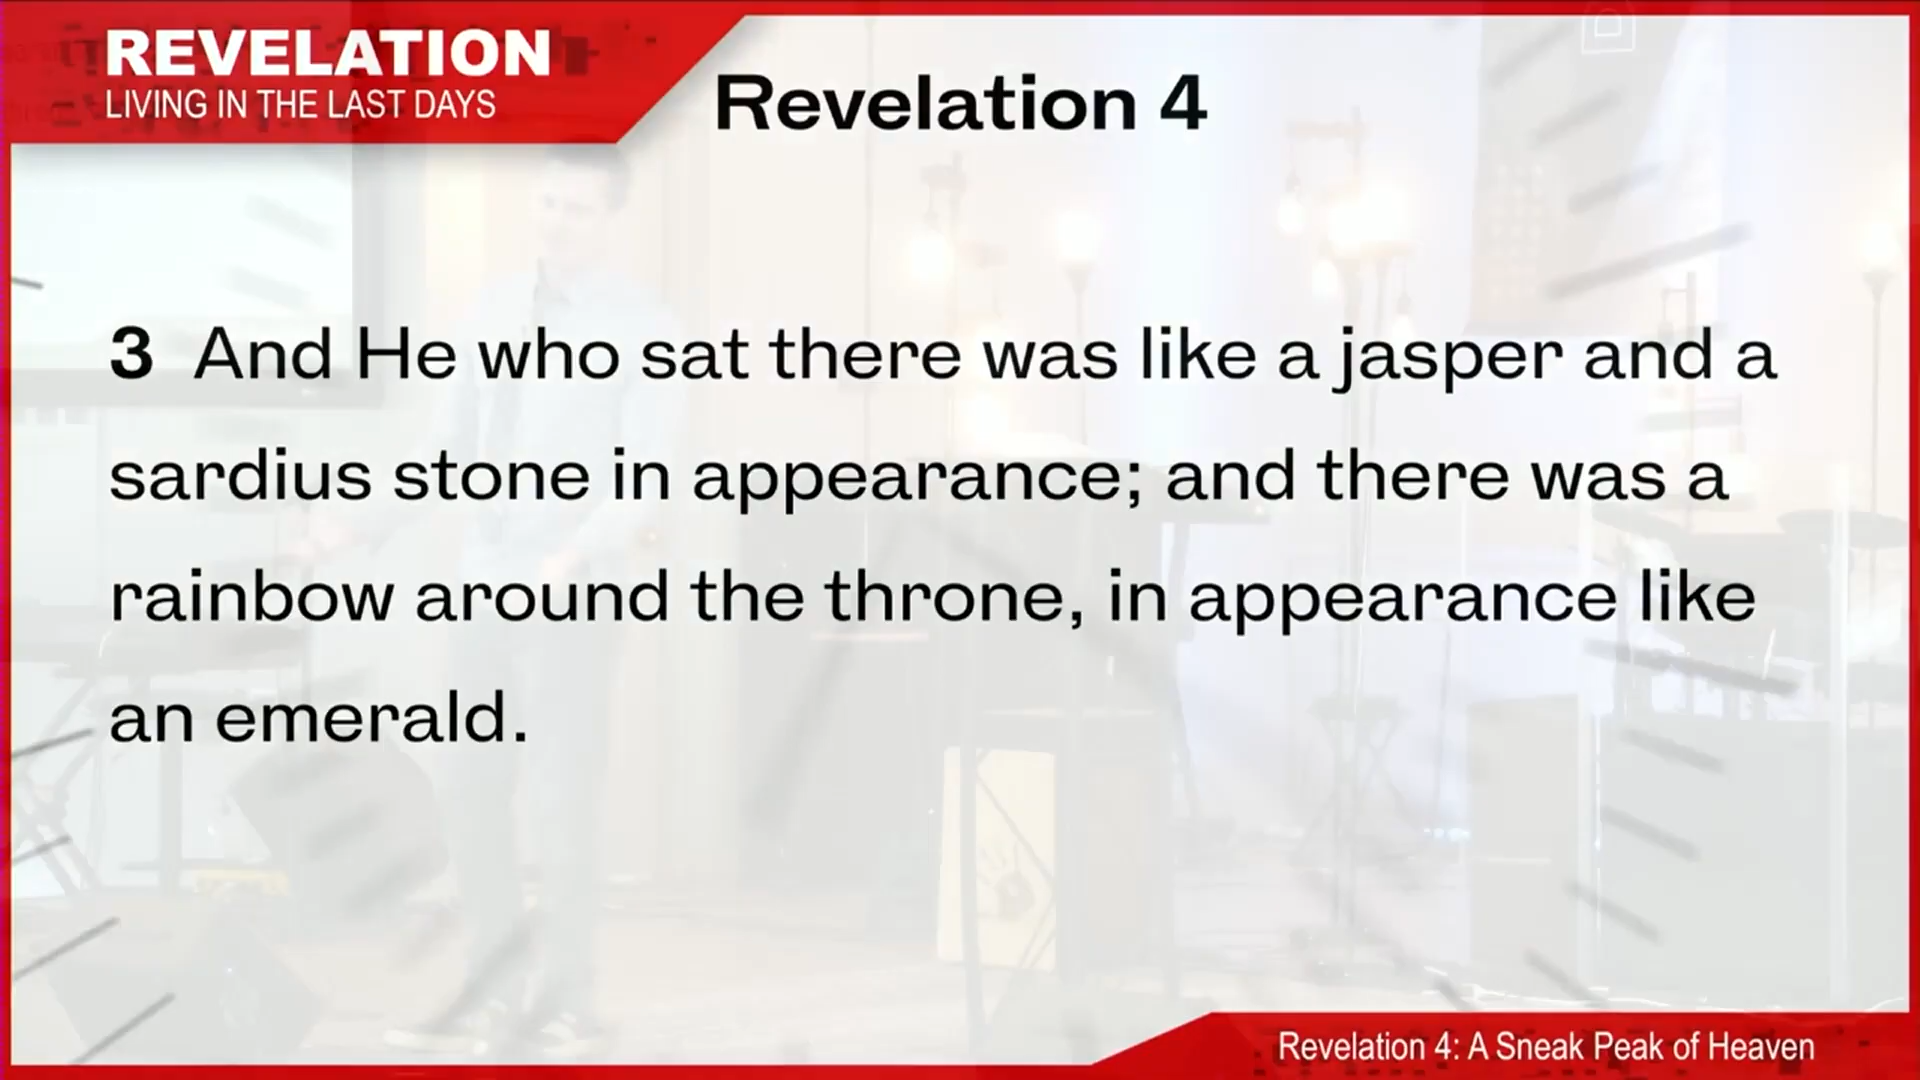 REVELATION
LIVING IN THE LAST DAYS
Revelation 4
3 And He who sat there was like a jasper and a
sardius stone in appearance; and there was a
rainbow around the throne, in appearance like
an emerald.
Revelation 4: A Sneak Peak of Heaven